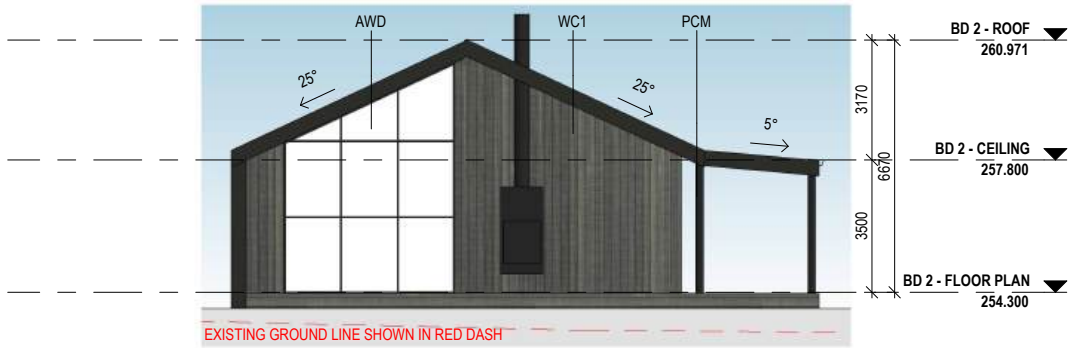 AWD
WC1
PCM
BD 2 - ROOF
260.971
25°
25°
5°
3170
6670
BD 2 - CEILING
257.800
3500
BD 2 - FLOOR PLAN
254.300
EXISTING GROUND LINE SHOWN IN RED DASH